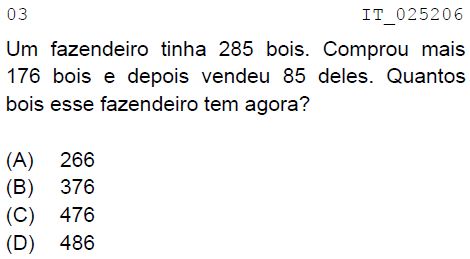 03 IT_025206
Um fazendeiro tinha 285 bois. Comprou mais
176 bois e depois vendeu 85 deles. Quantos
bois esse fazendeiro tem agora?
(A) 266
(B) 376
(C) 476
(D) 486